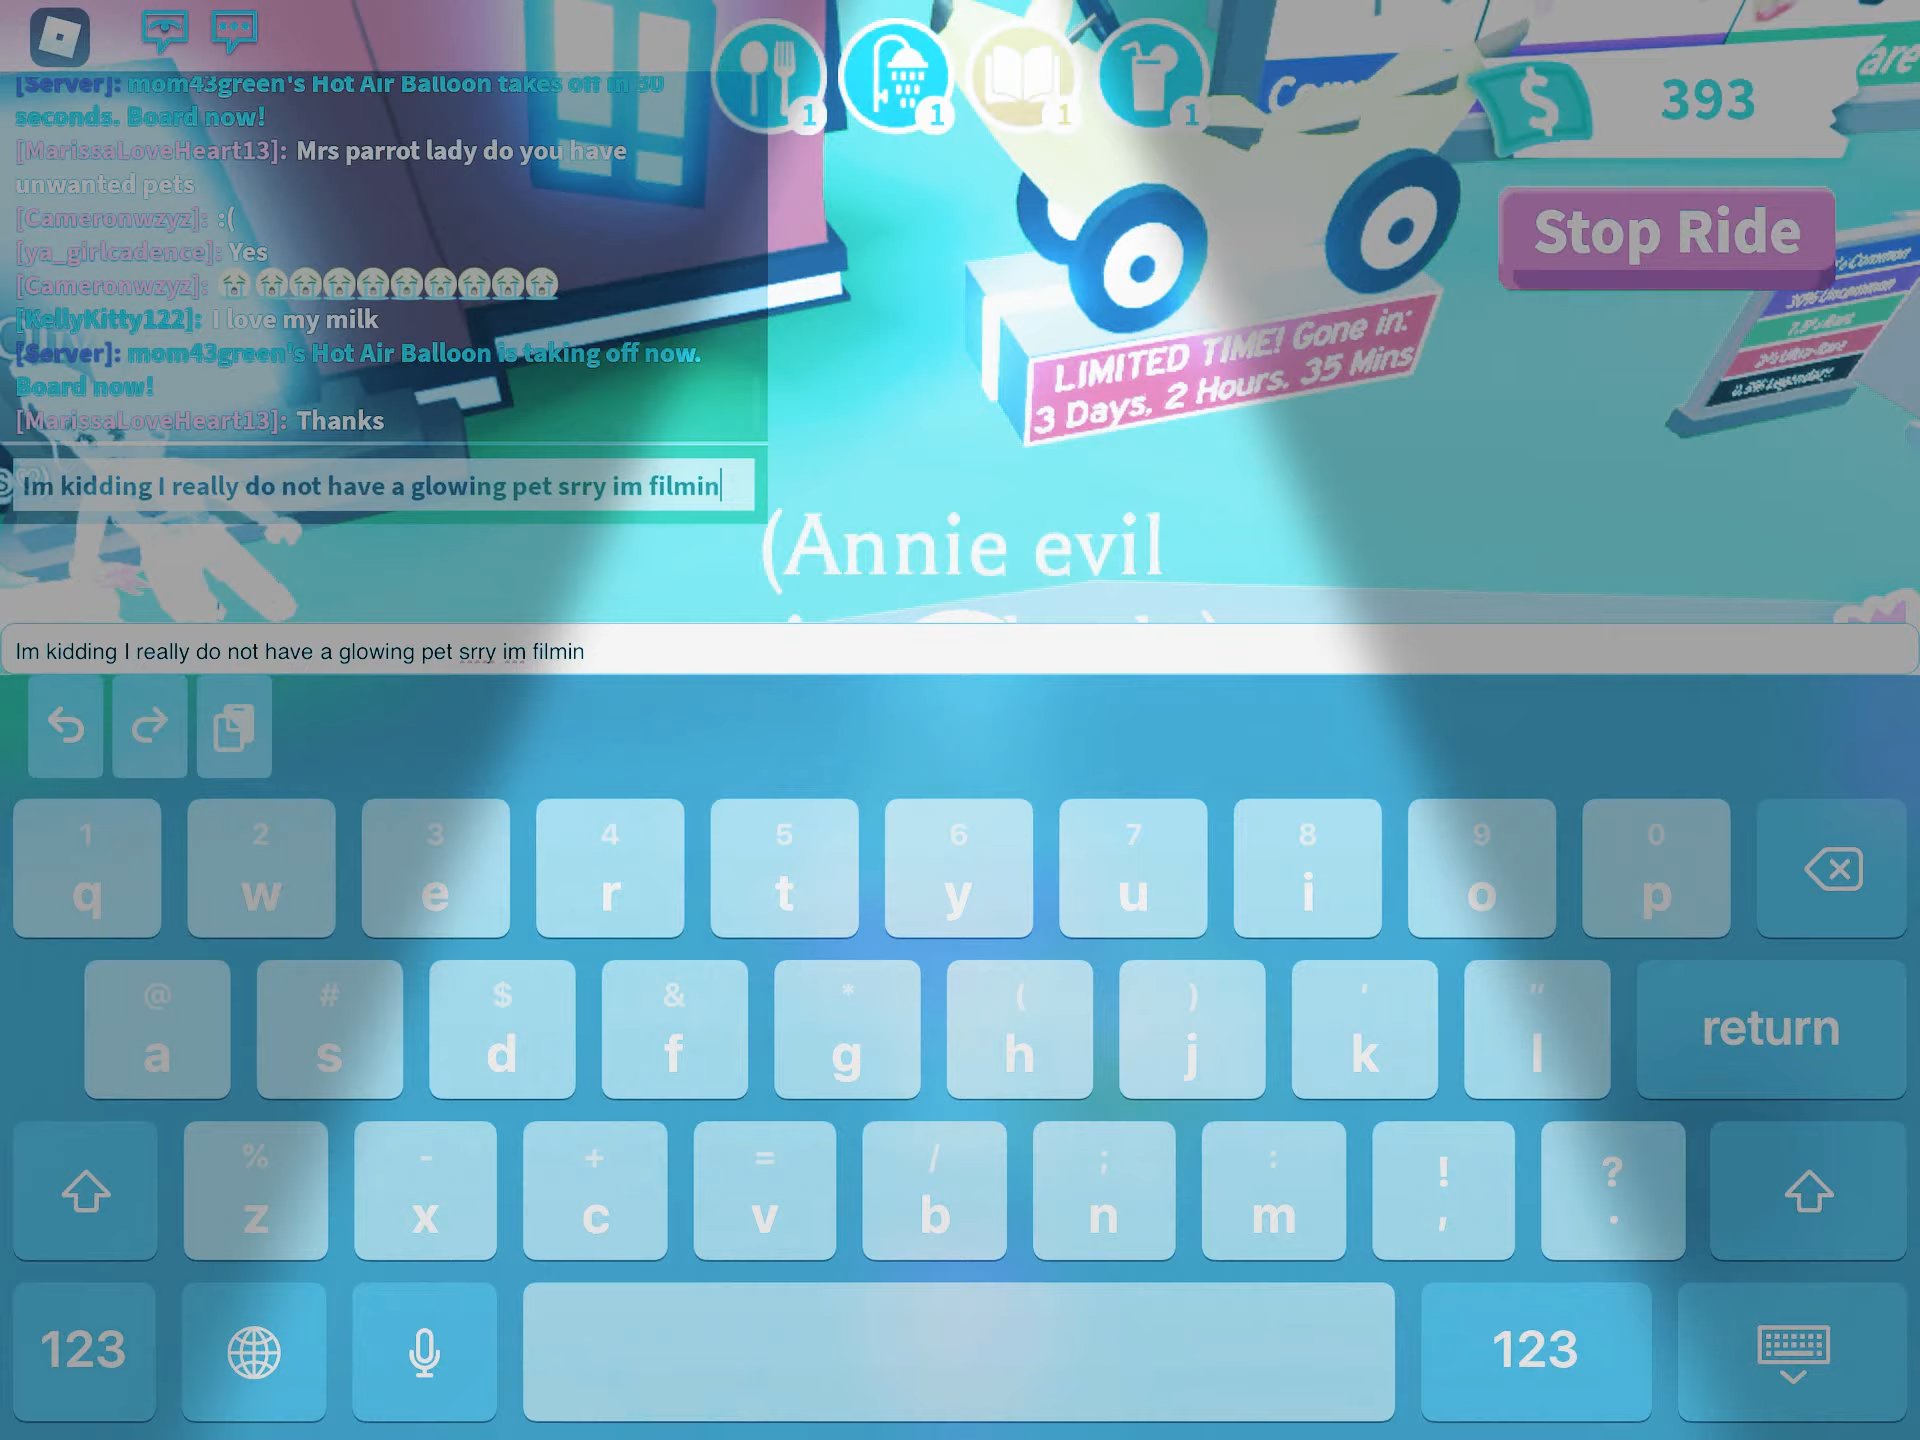 [Server]: mom43green's Hot Air Balloon takes off in 30
seconds. Board now!
[MarissaLoveHeart13]: Mrs parrot lady do you have
unwanted pets
[Cameronwzyz]: :(
[ya_girlcadence]: Yes
[Cameronwzyz]: 😭😭😭😭😭😭😭😭😭😭
[KellyKitty122]: I love my milk
[Server]: mom43green's Hot Air Balloon is taking off now.
Board now!
[MarissaLoveHeart13]: Thanks
Im kidding I really do not have a glowing pet srry im filmin
1
1
1
1
393
Stop Ride
LIMITED TIME! Gone in:
3 Days, 2 Hours, 35 Mins
(Annie evil
Im kidding I really do not have a glowing pet srry im filmin
1 2 3 4 5 6 7 8 9 0
q w e r t y u i o p
@ # $ & * ( ) ' "
a s d f g h j k l return
% - + = / ; : ! ?
z x c v b n m , .
123 123